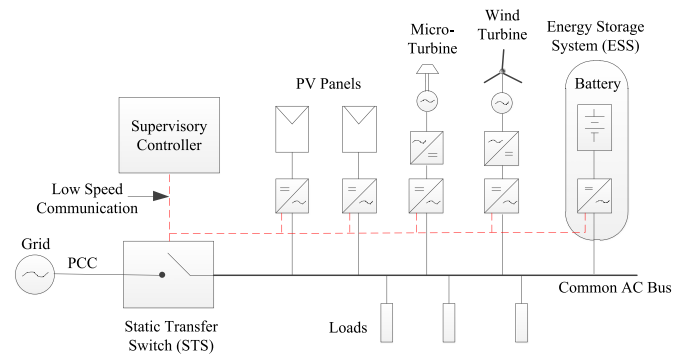 Micro-
Turbine
Wind
Turbine
Energy Storage
System (ESS)
PV Panels
Battery
Supervisory
Controller
Low Speed
Communication
Grid
PCC
Common AC Bus
Static Transfer
Switch (STS)
Loads